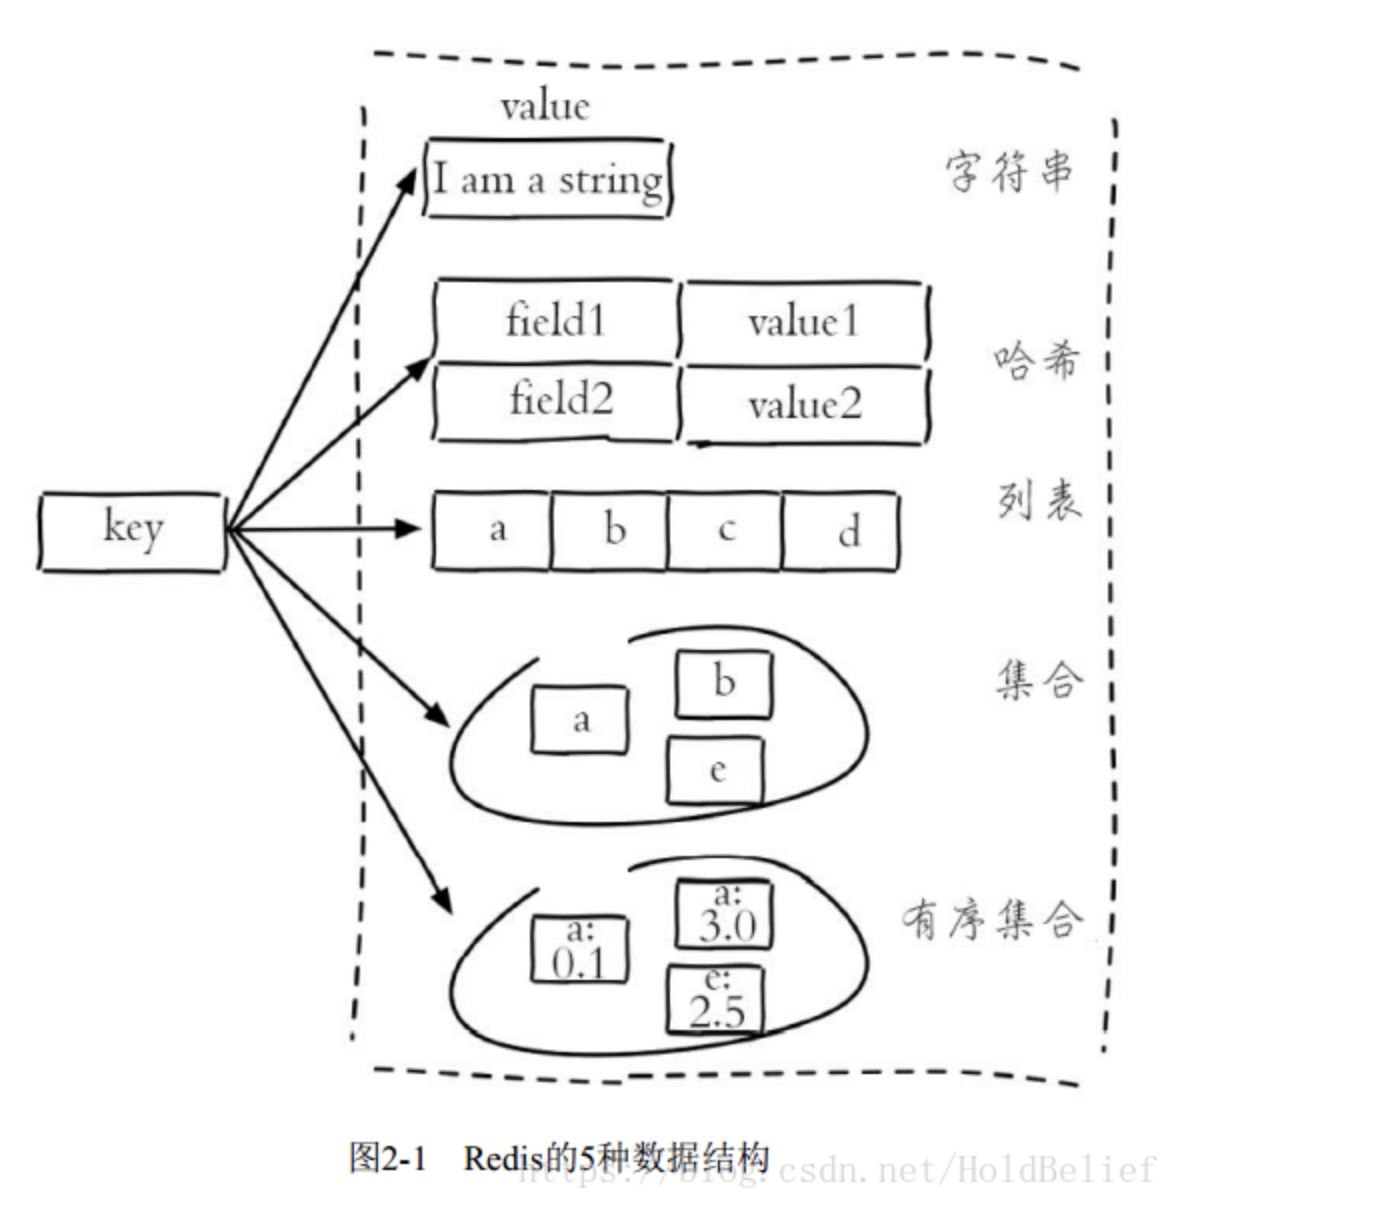 value
I am a string
字符串
field1 value1
哈希
field2 value2
列表
key
a b c d
集合
b
a
e
有序集合
a:
3.0
a:
0.1
e:
2.5
图2-1 Redis的5种数据结构
https://blog.csdn.net/HoldBelief